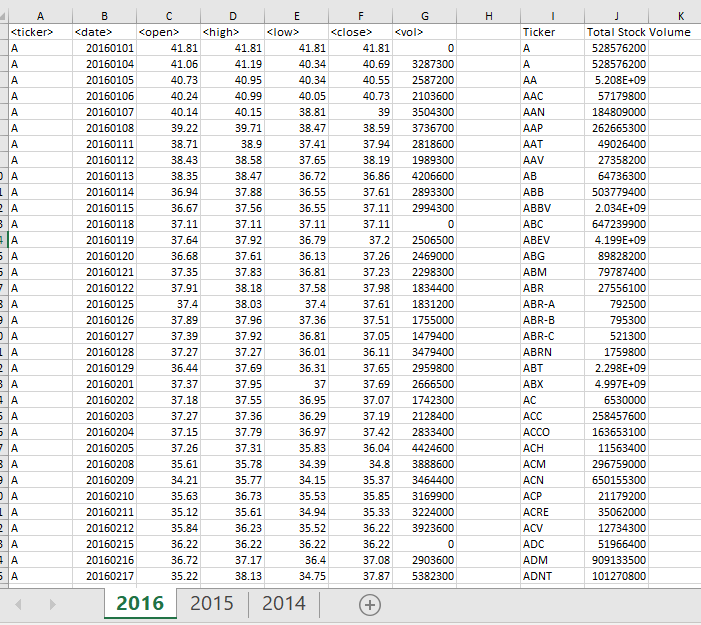 A B C D E F G H I J K
<ticker> <date> <open> <high> <low> <close> <vol> Ticker Total Stock Volume
A 20160101 41.81 41.81 41.81 41.81 0 A 528576200
A 20160104 41.06 41.19 40.34 40.69 3287300 A 528576200
A 20160105 40.73 40.95 40.34 40.55 2587200 AA 5.208E+09
A 20160106 40.24 40.99 40.05 40.73 2103600 AAC 57179800
A 20160107 40.14 40.15 38.81 39 3504300 AAN 184809000
A 20160108 39.22 39.71 38.47 38.59 3736700 AAP 262665300
A 20160111 38.71 38.9 37.41 37.94 2818600 AAT 49026400
A 20160112 38.43 38.58 37.65 38.19 1989300 AAV 27358200
A 20160113 38.35 38.47 36.72 36.86 4206600 AB 64736300
A 20160114 36.94 37.88 36.55 37.61 2893300 ABB 503779400
A 20160115 36.67 37.56 36.55 37.11 2994300 ABBV 2.034E+09
A 20160118 37.11 37.11 37.11 37.11 0 ABC 647239900
A 20160119 37.64 37.92 36.79 37.2 2506500 ABEV 4.199E+09
A 20160120 36.68 37.61 36.13 37.26 2469000 ABG 89828200
A 20160121 37.35 37.83 36.81 37.23 2298300 ABM 79787400
A 20160122 37.91 38.18 37.58 37.98 1834400 ABR 27556100
A 20160125 37.4 38.03 37.4 37.61 1831200 ABR-A 792500
A 20160126 37.89 37.96 37.36 37.51 1755000 ABR-B 795300
A 20160127 37.39 37.92 36.81 37.05 1479400 ABR-C 521300
A 20160128 37.27 37.27 36.01 36.11 3479400 ABRN 1759800
A 20160129 36.44 37.69 36.31 37.65 2959800 ABT 2.298E+09
A 20160201 37.37 37.95 37 37.69 2666500 ABX 4.997E+09
A 20160202 37.18 37.55 36.95 37.07 1742300 AC 6530000
A 20160203 37.27 37.36 36.29 37.19 2128400 ACC 258457600
A 20160204 37.15 37.79 36.97 37.42 2833400 ACCO 163653100
A 20160205 37.26 37.31 35.83 36.04 4424600 ACH 11563400
A 20160208 35.61 35.78 34.39 34.8 3888600 ACM 296759000
A 20160209 34.21 35.77 34.15 35.37 3464400 ACN 650155300
A 20160210 35.63 36.73 35.53 35.85 3169900 ACP 21179200
A 20160211 35.12 35.61 34.94 35.33 3224000 ACRE 35062000
A 20160212 35.84 36.23 35.52 36.22 3923600 ACV 12734300
A 20160215 36.22 36.22 36.22 36.22 0 ADC 51966400
A 20160216 36.72 37.17 36.4 37.08 2903600 ADM 909133500
A 20160217 35.22 38.13 34.75 37.87 5382300 ADNT 101270800
2016 2015 2014